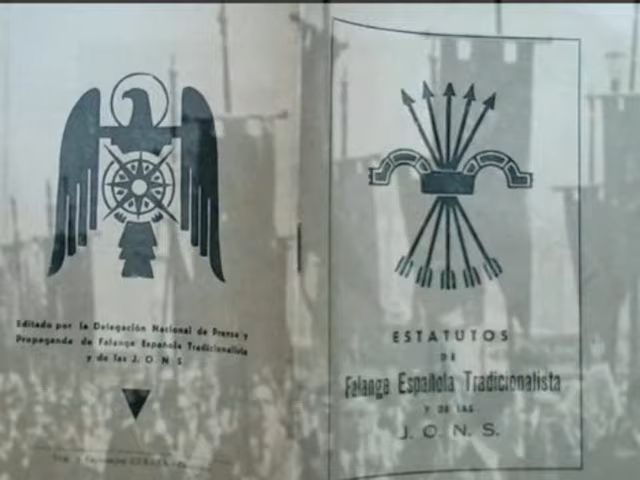 Editado por la Delegación Nacional de Prensa y
Propaganda de Falange Española Tradicionalista
y de las J. O. N. S.
ESTATUTOS
DE
Falange Española Tradicionalista
Y DE LAS
J. O. N. S.